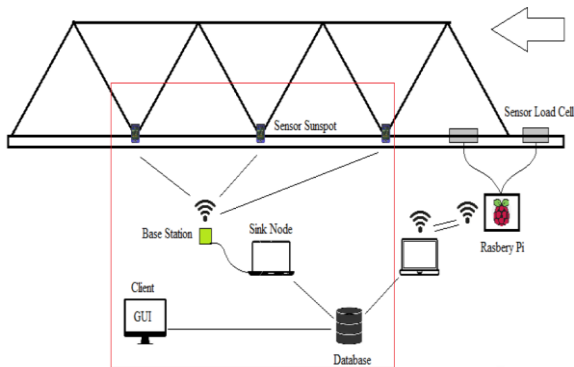 Sensor Load Cell
Sensor Sunspot
Base Station
Sink Node
Rasbery Pi
Client
GUI
Database